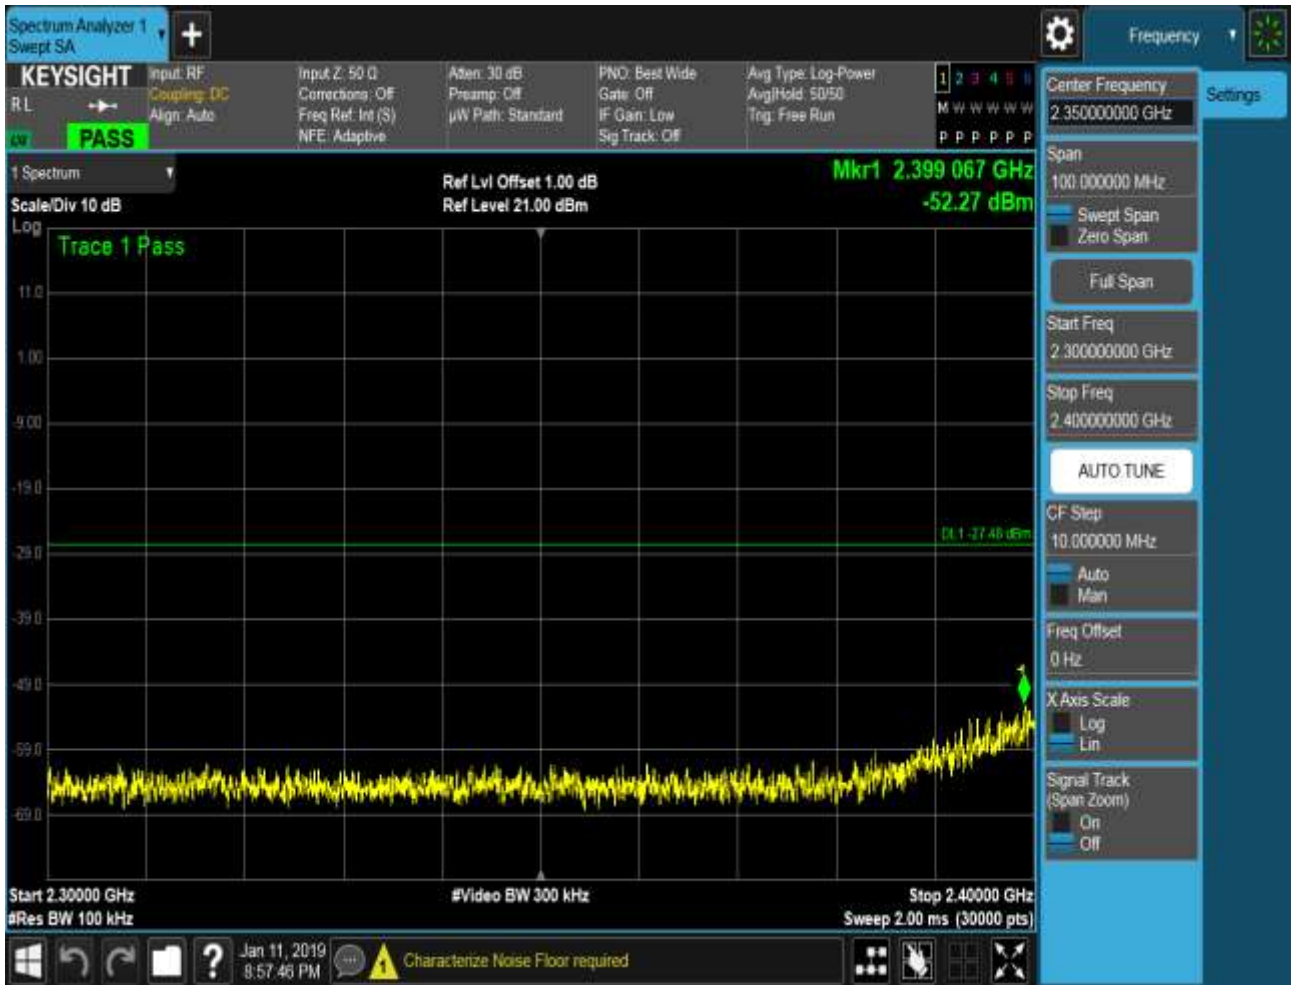 Spectrum Analyzer 1
Swept SA
+
Frequency
KEYSIGHT
RL
PASS
Input: RF
Coupling: DC
Align: Auto
Input Z: 50 Ω
Corrections: Off
Freq Ref: Int (S)
NFE: Adaptive
Atten: 30 dB
Preamp: Off
µW Path: Standard
PNO: Best Wide
Gate: Off
IF Gain: Low
Sig Track: Off
Avg Type: Log-Power
Avg|Hold: 50/50
Trig: Free Run
1 2 3 4 5 6
M W W W W W
P P P P P P
1 Spectrum
Scale/Div 10 dB
Ref Lvl Offset 1.00 dB
Ref Level 21.00 dBm
Mkr1 2.399 067 GHz
-52.27 dBm
Log
Trace 1 Pass
11.0
1.00
-9.00
-19.0
DL1 -27.48 dBm
-29.0
-39.0
-49.0
1
-59.0
-69.0
Start 2.30000 GHz
#Res BW 100 kHz
#Video BW 300 kHz
Stop 2.40000 GHz
Sweep 2.00 ms (30000 pts)
Center Frequency
2.350000000 GHz
Settings
Span
100.000000 MHz
Swept Span
Zero Span
Full Span
Start Freq
2.300000000 GHz
Stop Freq
2.400000000 GHz
AUTO TUNE
CF Step
10.000000 MHz
Auto
Man
Freq Offset
0 Hz
X Axis Scale
Log
Lin
Signal Track
(Span Zoom)
On
Off
?
Jan 11, 2019
8:57:46 PM
1
Characterize Noise Floor required